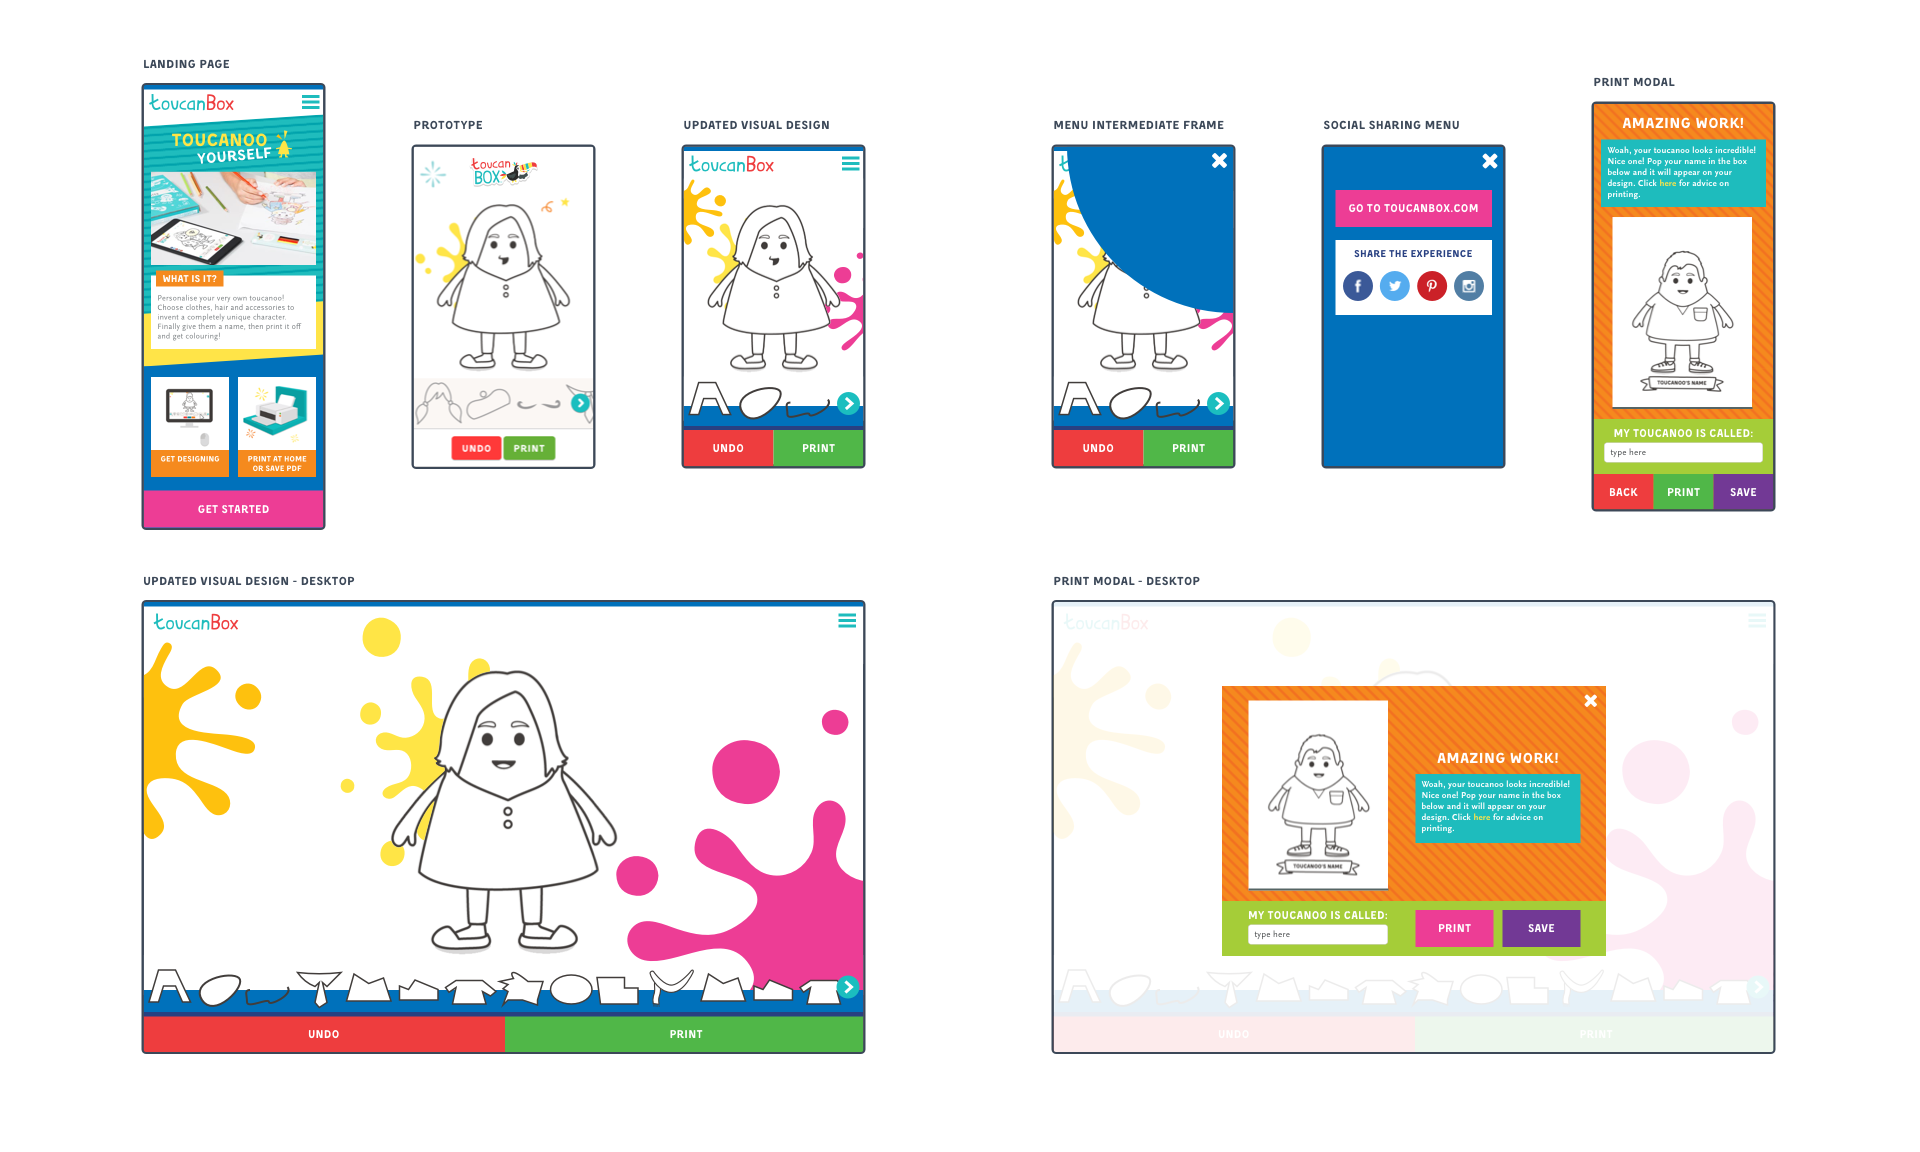 LANDING PAGE
toucanBox
TOUCANOO
YOURSELF
WHAT IS IT?
Personalise your very own toucanoo!
Choose clothes, hair and accessories to
invent a completely unique character.
Finally give them a name, then print it off
and get colouring!
GET DESIGNING
PRINT AT HOME
OR SAVE PDF
GET STARTED
PROTOTYPE
toucan
BOX
UNDO
PRINT
UPDATED VISUAL DESIGN
toucanBox
UNDO
PRINT
MENU INTERMEDIATE FRAME
t
UNDO
PRINT
SOCIAL SHARING MENU
GO TO TOUCANBOX.COM
SHARE THE EXPERIENCE
PRINT MODAL
AMAZING WORK!
Woah, your toucanoo looks incredible!
Nice one! Pop your name in the box
below and it will appear on your
design. Click here for advice on
printing.
TOUCANOO'S NAME
MY TOUCANOO IS CALLED:
type here
BACK
PRINT
SAVE
UPDATED VISUAL DESIGN - DESKTOP
toucanBox
UNDO
PRINT
PRINT MODAL - DESKTOP
toucanBox
AMAZING WORK!
Woah, your toucanoo looks incredible!
Nice one! Pop your name in the box
below and it will appear on your
design. Click here for advice on
printing.
TOUCANOO'S NAME
MY TOUCANOO IS CALLED:
type here
PRINT
SAVE
UNDO
PRINT